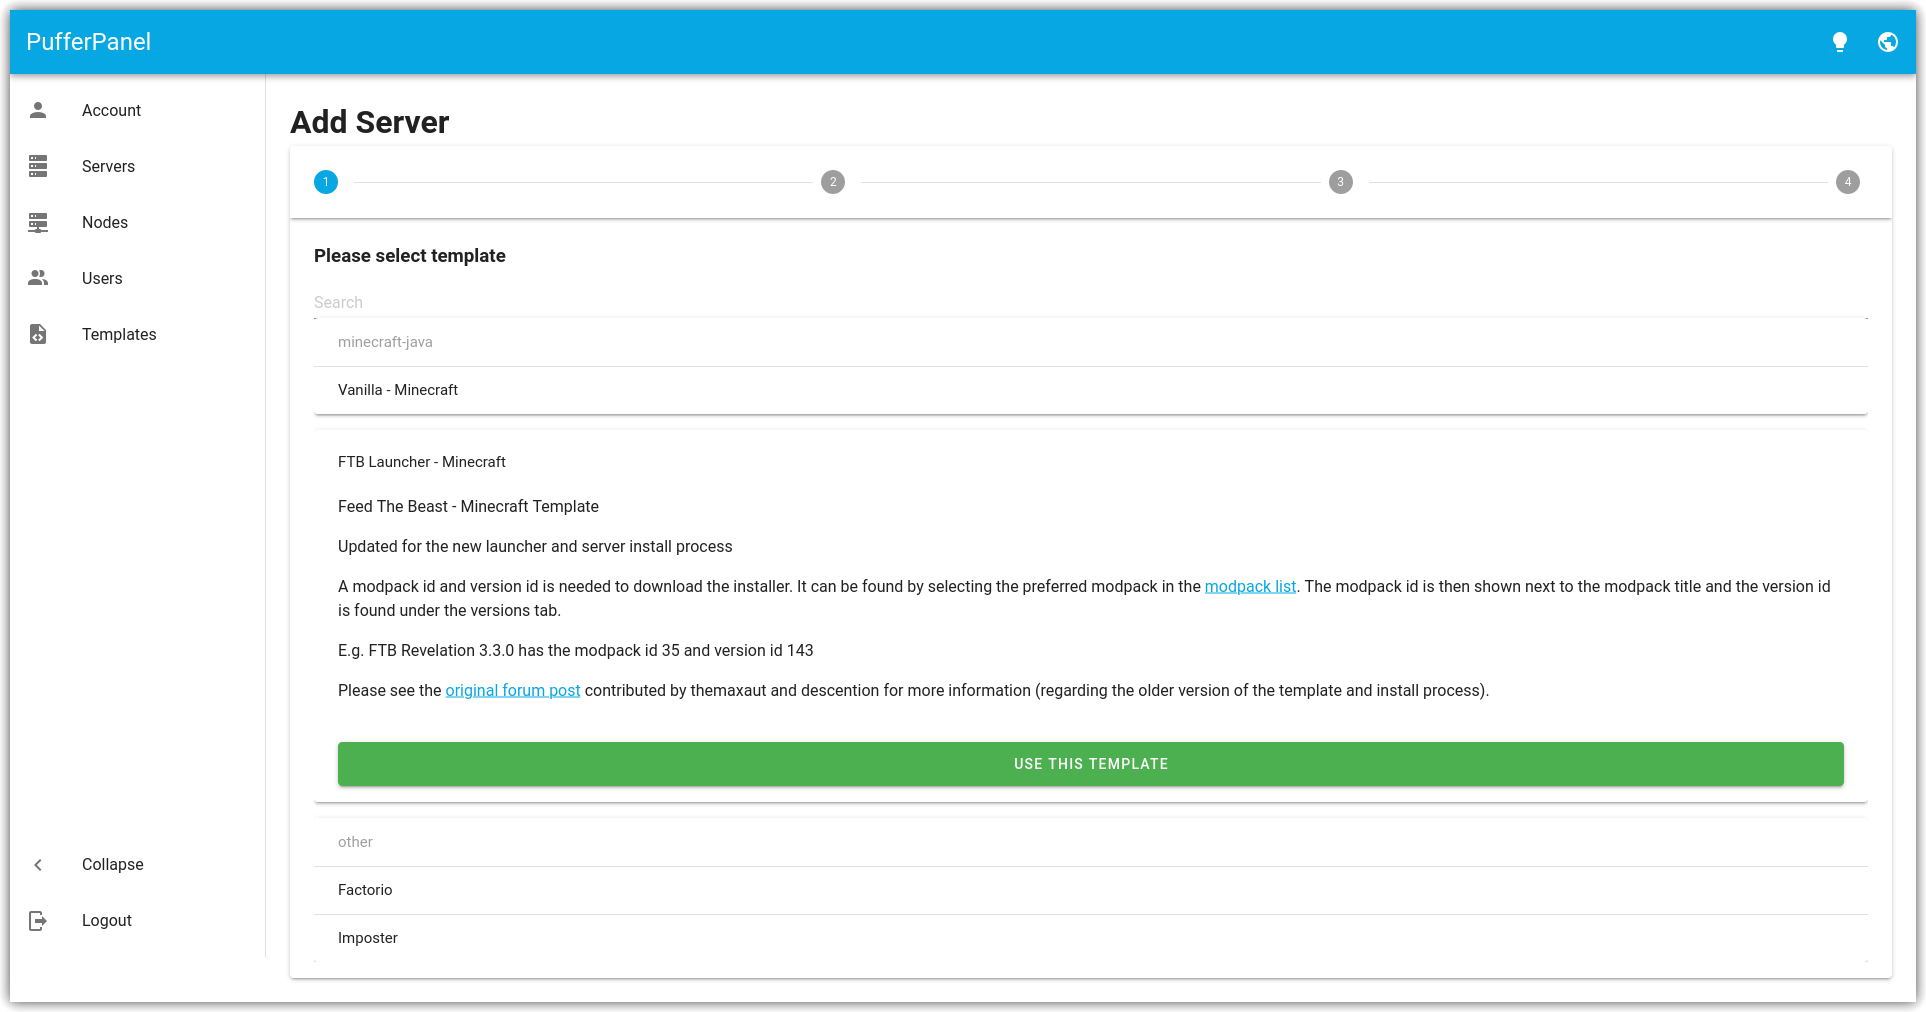 PufferPanel
Account
Servers
Nodes
Users
Templates
Collapse
Logout
Add Server
1
2
3
4
Please select template
Search
minecraft-java
Vanilla - Minecraft
FTB Launcher - Minecraft
Feed The Beast - Minecraft Template
Updated for the new launcher and server install process
A modpack id and version id is needed to download the installer. It can be found by selecting the preferred modpack in the modpack list. The modpack id is then shown next to the modpack title and the version id
is found under the versions tab.
E.g. FTB Revelation 3.3.0 has the modpack id 35 and version id 143
Please see the original forum post contributed by themaxaut and descention for more information (regarding the older version of the template and install process).
USE THIS TEMPLATE
other
Factorio
Imposter